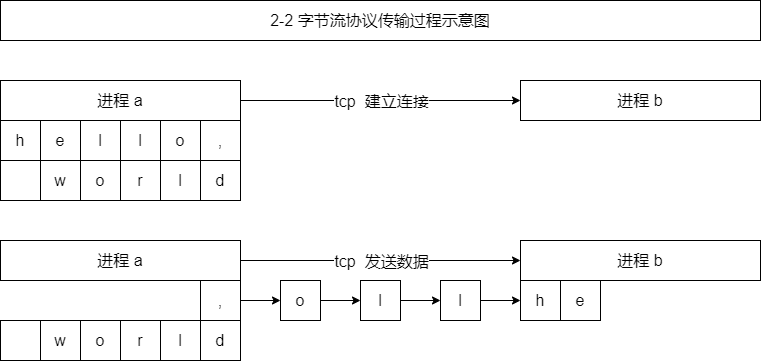 2-2 字节流协议传输过程示意图
进程 a tcp 建立连接 进程 b
h e l l o ,
w o r l d
进程 a tcp 发送数据 进程 b
, o l l h e
w o r l d